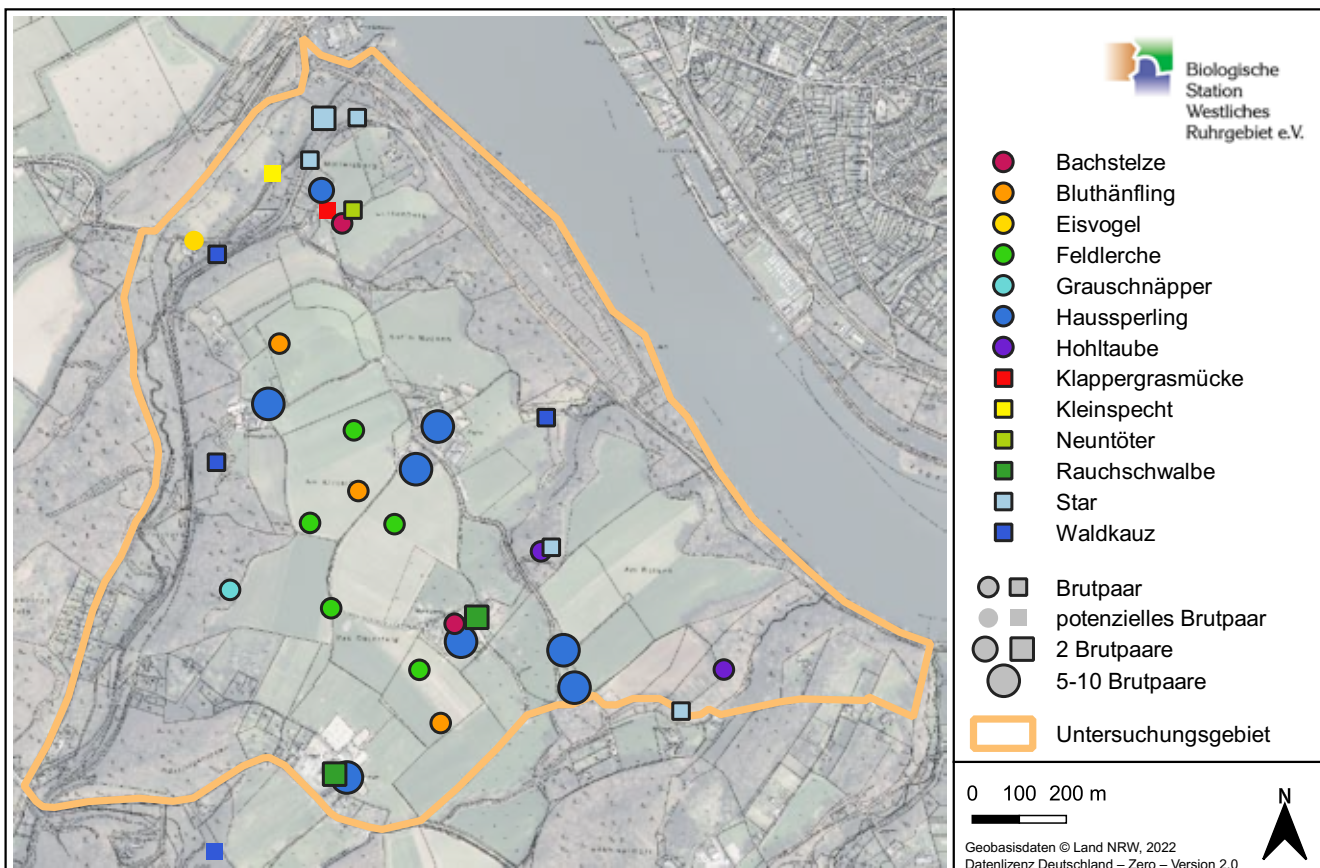 Biologische
Station
Westliches
Ruhrgebiet e.V.
Bachstelze
Bluthänfling
Eisvogel
Feldlerche
Grauschnäpper
Haussperling
Hohltaube
Klappergrasmücke
Kleinspecht
Neuntöter
Rauchschwalbe
Star
Waldkauz
Brutpaar
potenzielles Brutpaar
2 Brutpaare
5-10 Brutpaare
Untersuchungsgebiet
0 100 200 m
N
Geobasisdaten © Land NRW, 2022
Datenlizenz Deutschland – Zero – Version 2.0